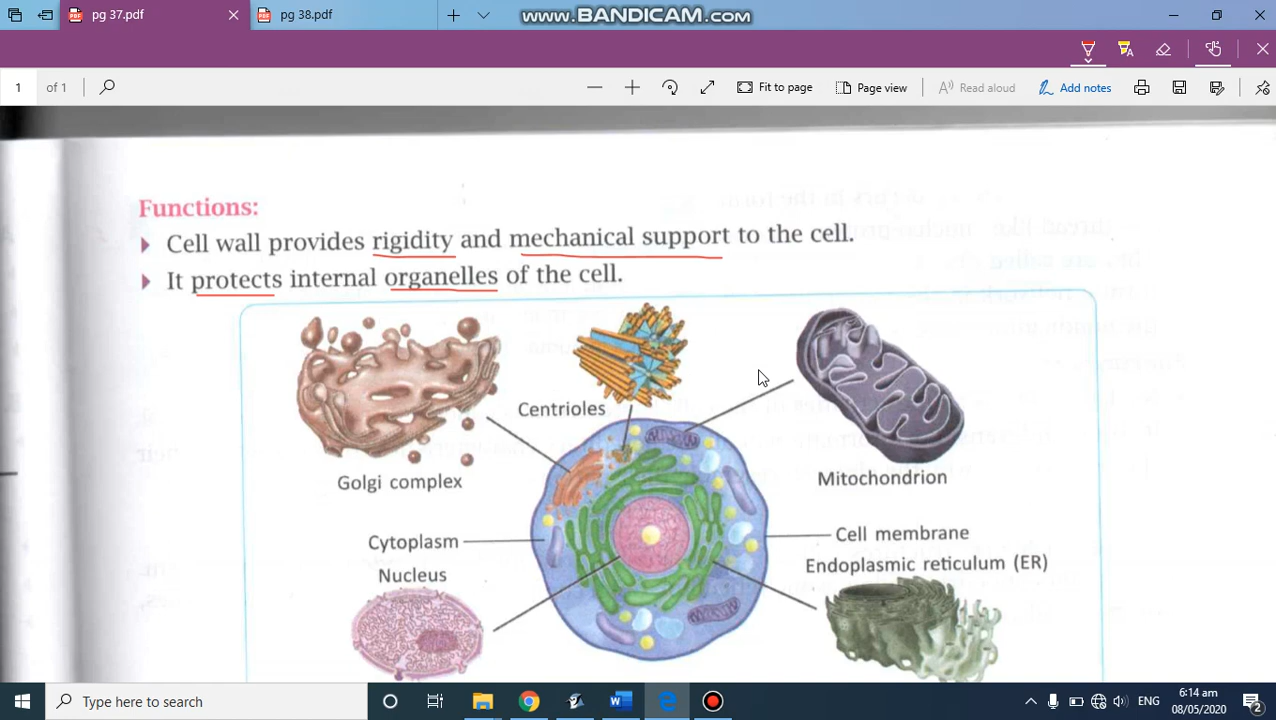 pg 37.pdf
pg 38.pdf
www.BANDICAM.com
1 of 1
Fit to page
Page view
Read aloud
Add notes
Functions:
Cell wall provides rigidity and mechanical support to the cell.
It protects internal organelles of the cell.
Centrioles
Golgi complex
Mitochondrion
Cytoplasm
Cell membrane
Nucleus
Endoplasmic reticulum (ER)
Type here to search
ENG
6:14 am
08/05/2020
2